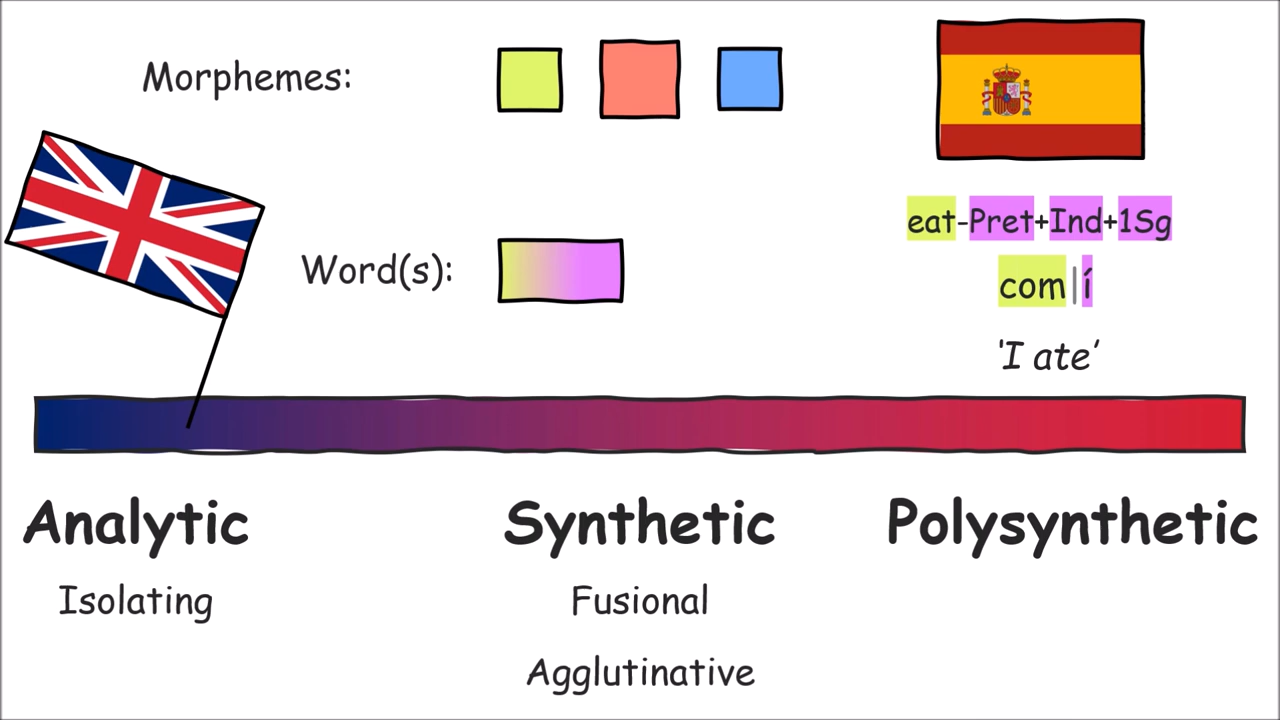 Morphemes:
eat-Pret+Ind+1Sg
Word(s):
com|í
'I ate'
Analytic
Synthetic
Polysynthetic
Isolating
Fusional
Agglutinative